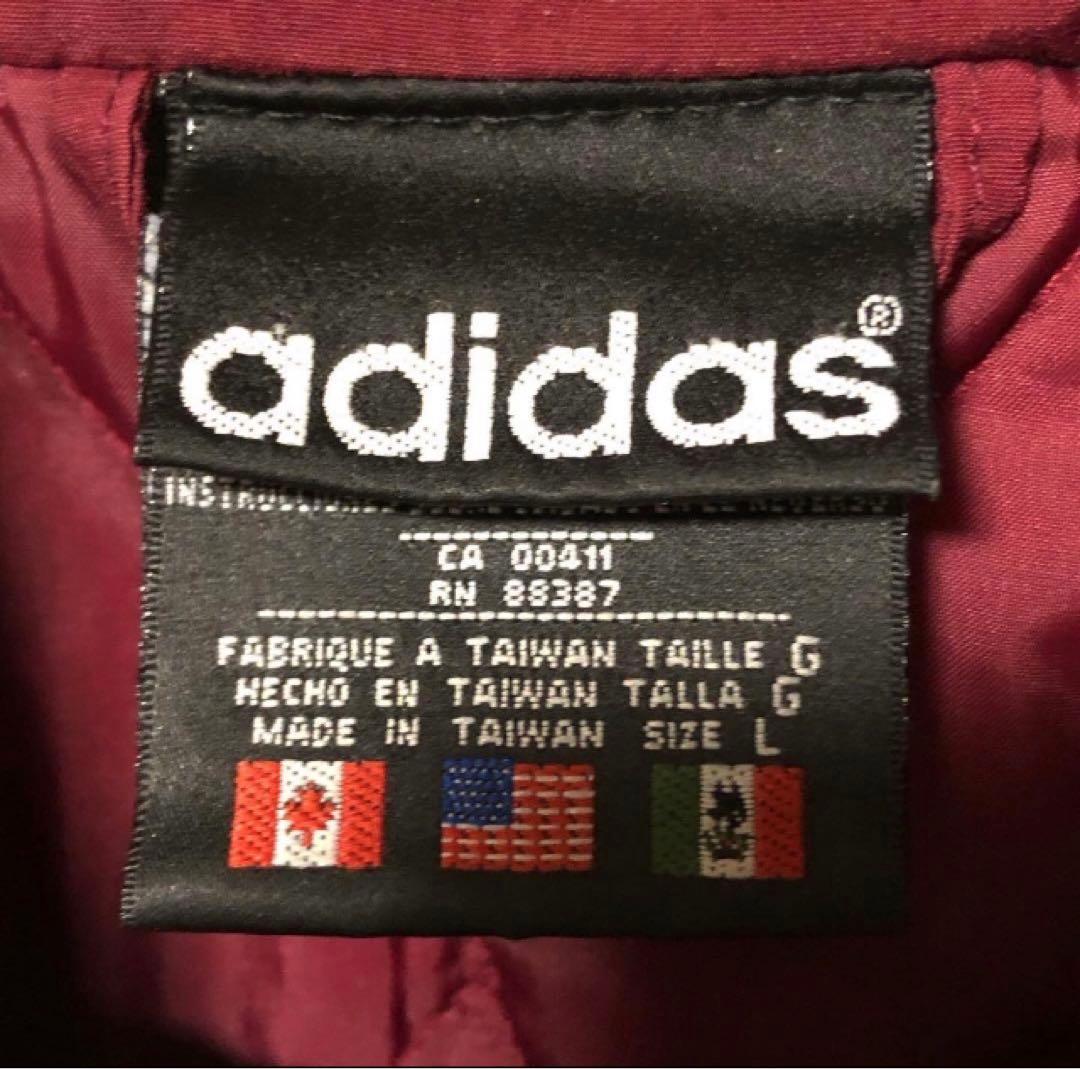 adidas®
CA 00411
RN 88387
FABRIQUE A TAIWAN TAILLE G
HECHO EN TAIWAN TALLA G
MADE IN TAIWAN SIZE L